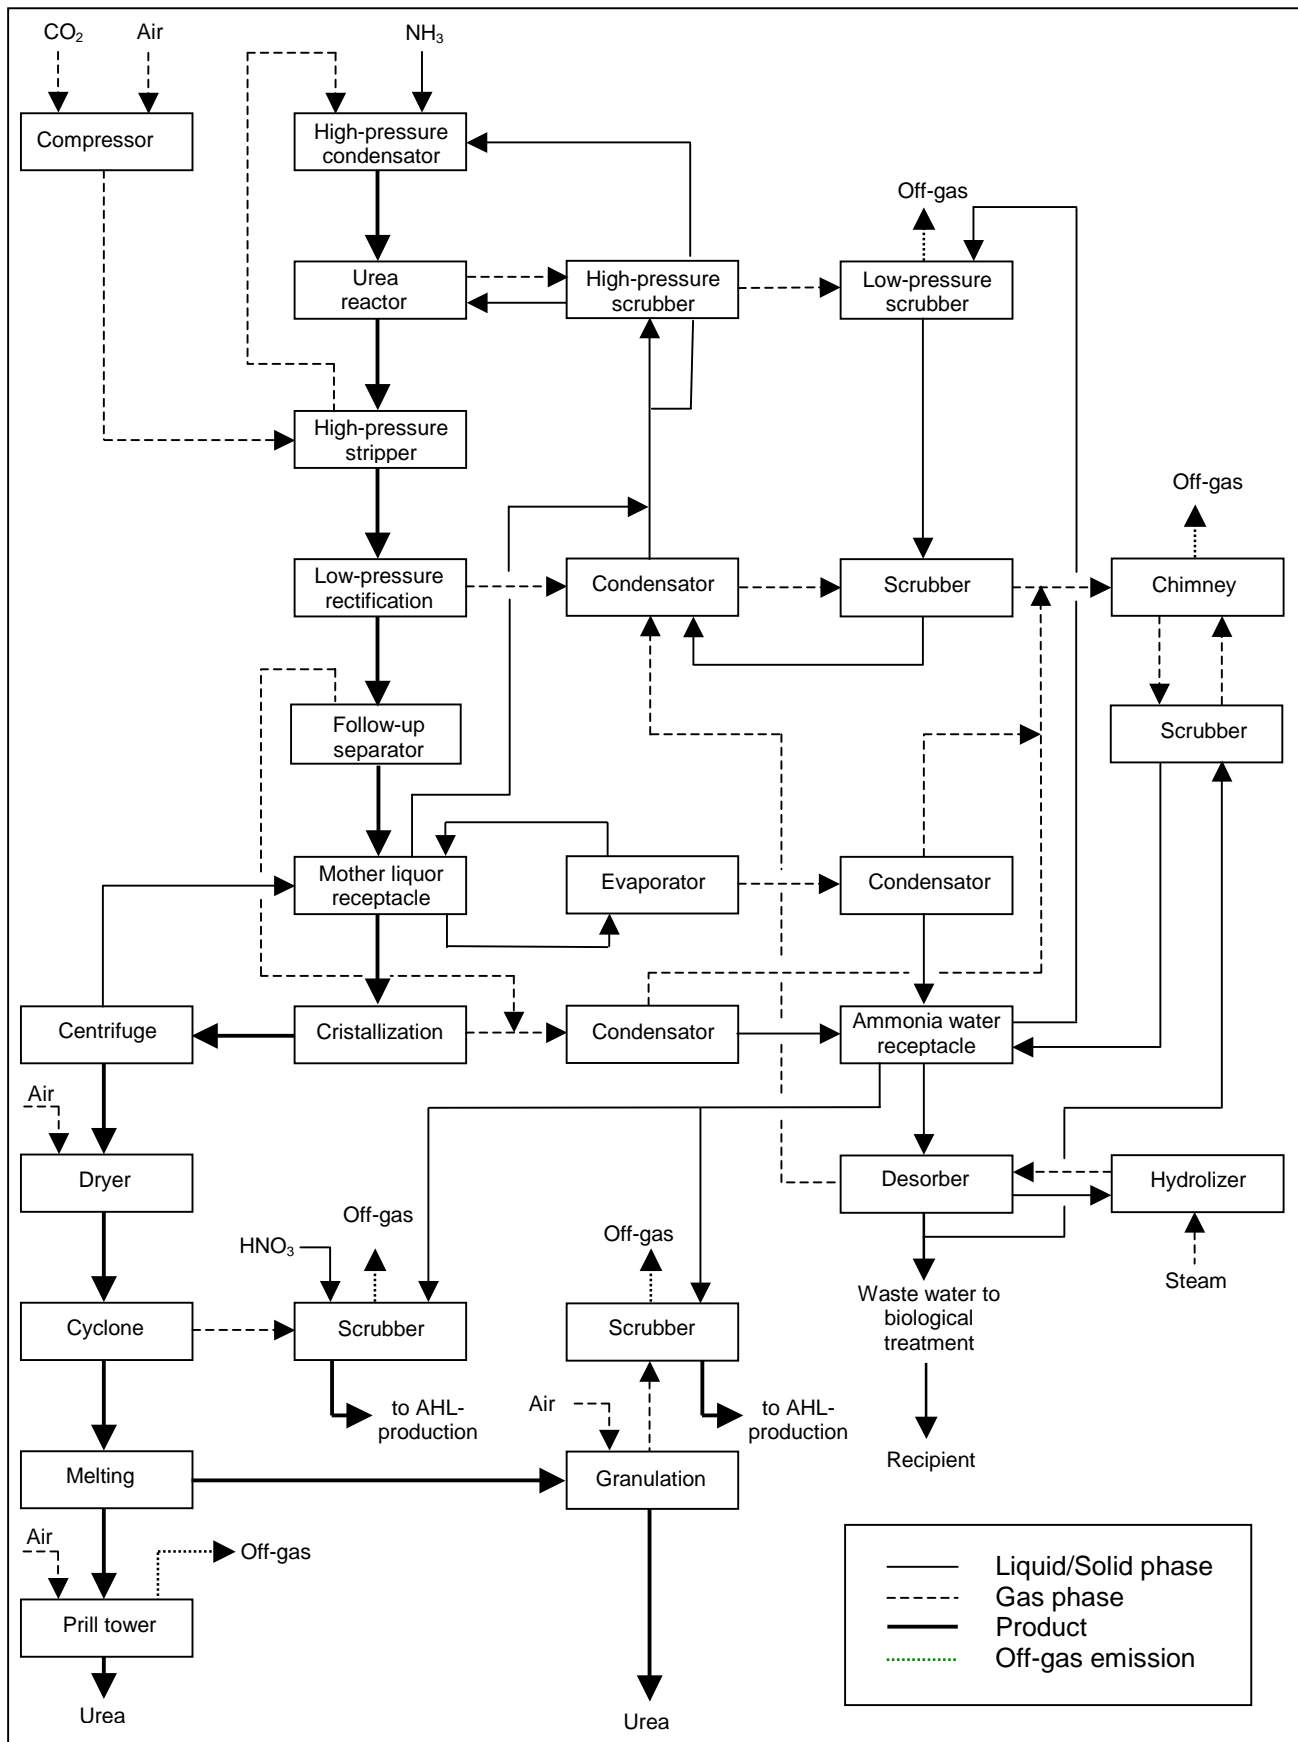 CO₂
Air
NH₃
Compressor
High-pressure
condensator
Off-gas
Urea
reactor
High-pressure
scrubber
Low-pressure
scrubber
High-pressure
stripper
Off-gas
Low-pressure
rectification
Condensator
Scrubber
Chimney
Follow-up
separator
Scrubber
Mother liquor
receptacle
Evaporator
Condensator
Centrifuge
Cristallization
Condensator
Ammonia water
receptacle
Air
Dryer
Desorber
Hydrolizer
Off-gas
HNO₃
Off-gas
Steam
Waste water to
biological
treatment
Cyclone
Scrubber
Scrubber
to AHL-
production
Air
to AHL-
production
Recipient
Melting
Granulation
Air
Off-gas
Prill tower
Urea
Urea
Liquid/Solid phase
Gas phase
Product
Off-gas emission